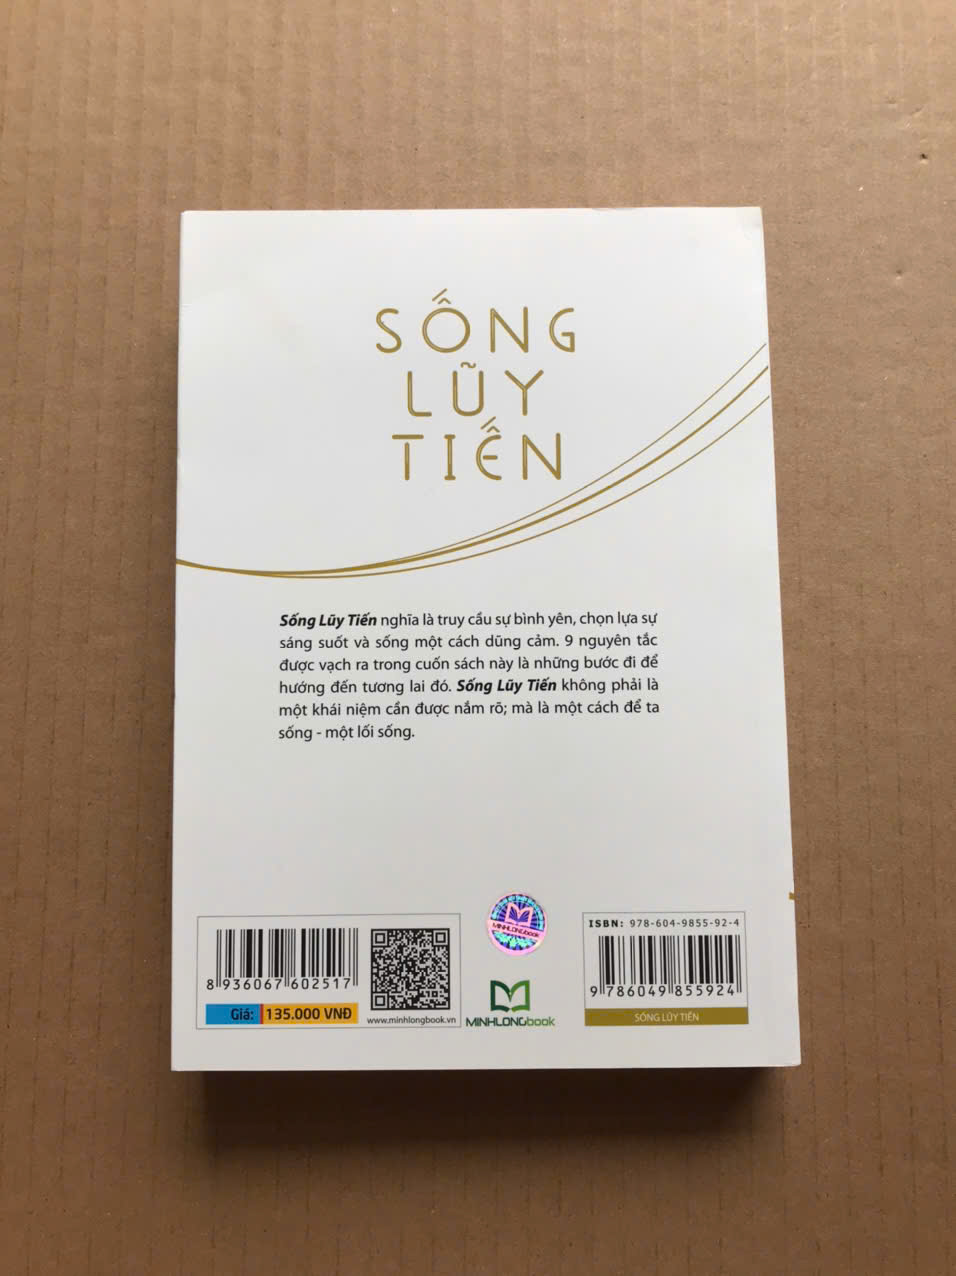 SỐNG
LŨY
TIẾN
Sống Lũy Tiến nghĩa là truy cầu sự bình yên, chọn lựa sự
sáng suốt và sống một cách dũng cảm. 9 nguyên tắc
được vạch ra trong cuốn sách này là những bước đi để
hướng đến tương lai đó. Sống Lũy Tiến không phải là
một khái niệm cần được nắm rõ; mà là một cách để ta
sống - một lối sống.
8 936067 602517
Giá: 135.000 VNĐ
www.minhlongbook.vn
MINHLONGbook
MINHLONGbook
ISBN: 978-604-9855-92-4
9 786049 855924
SỐNG LŨY TIẾN